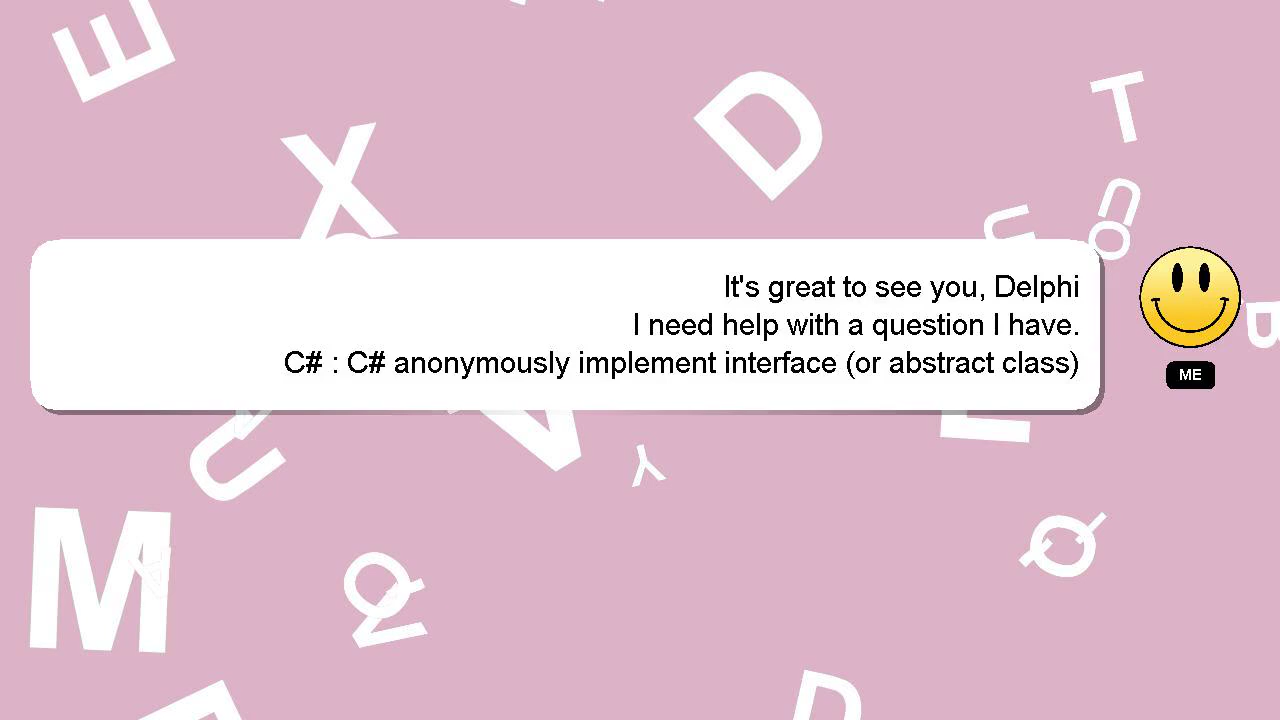 It's great to see you, Delphi
I need help with a question I have.
C# : C# anonymously implement interface (or abstract class)
ME
E
X
D
T
U
O
U
B
U
V
L
Y
M
A
Q
Z
Q
D